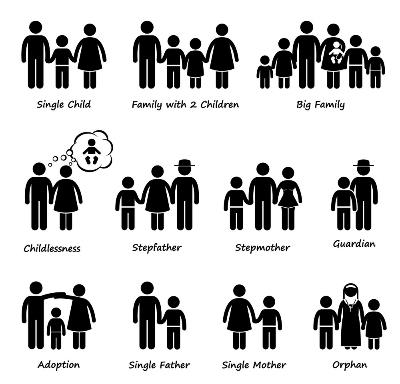 Single Child
Family with 2 Children
Big Family
Childlessness
Stepfather
Stepmother
Guardian
Adoption
Single Father
Single Mother
Orphan